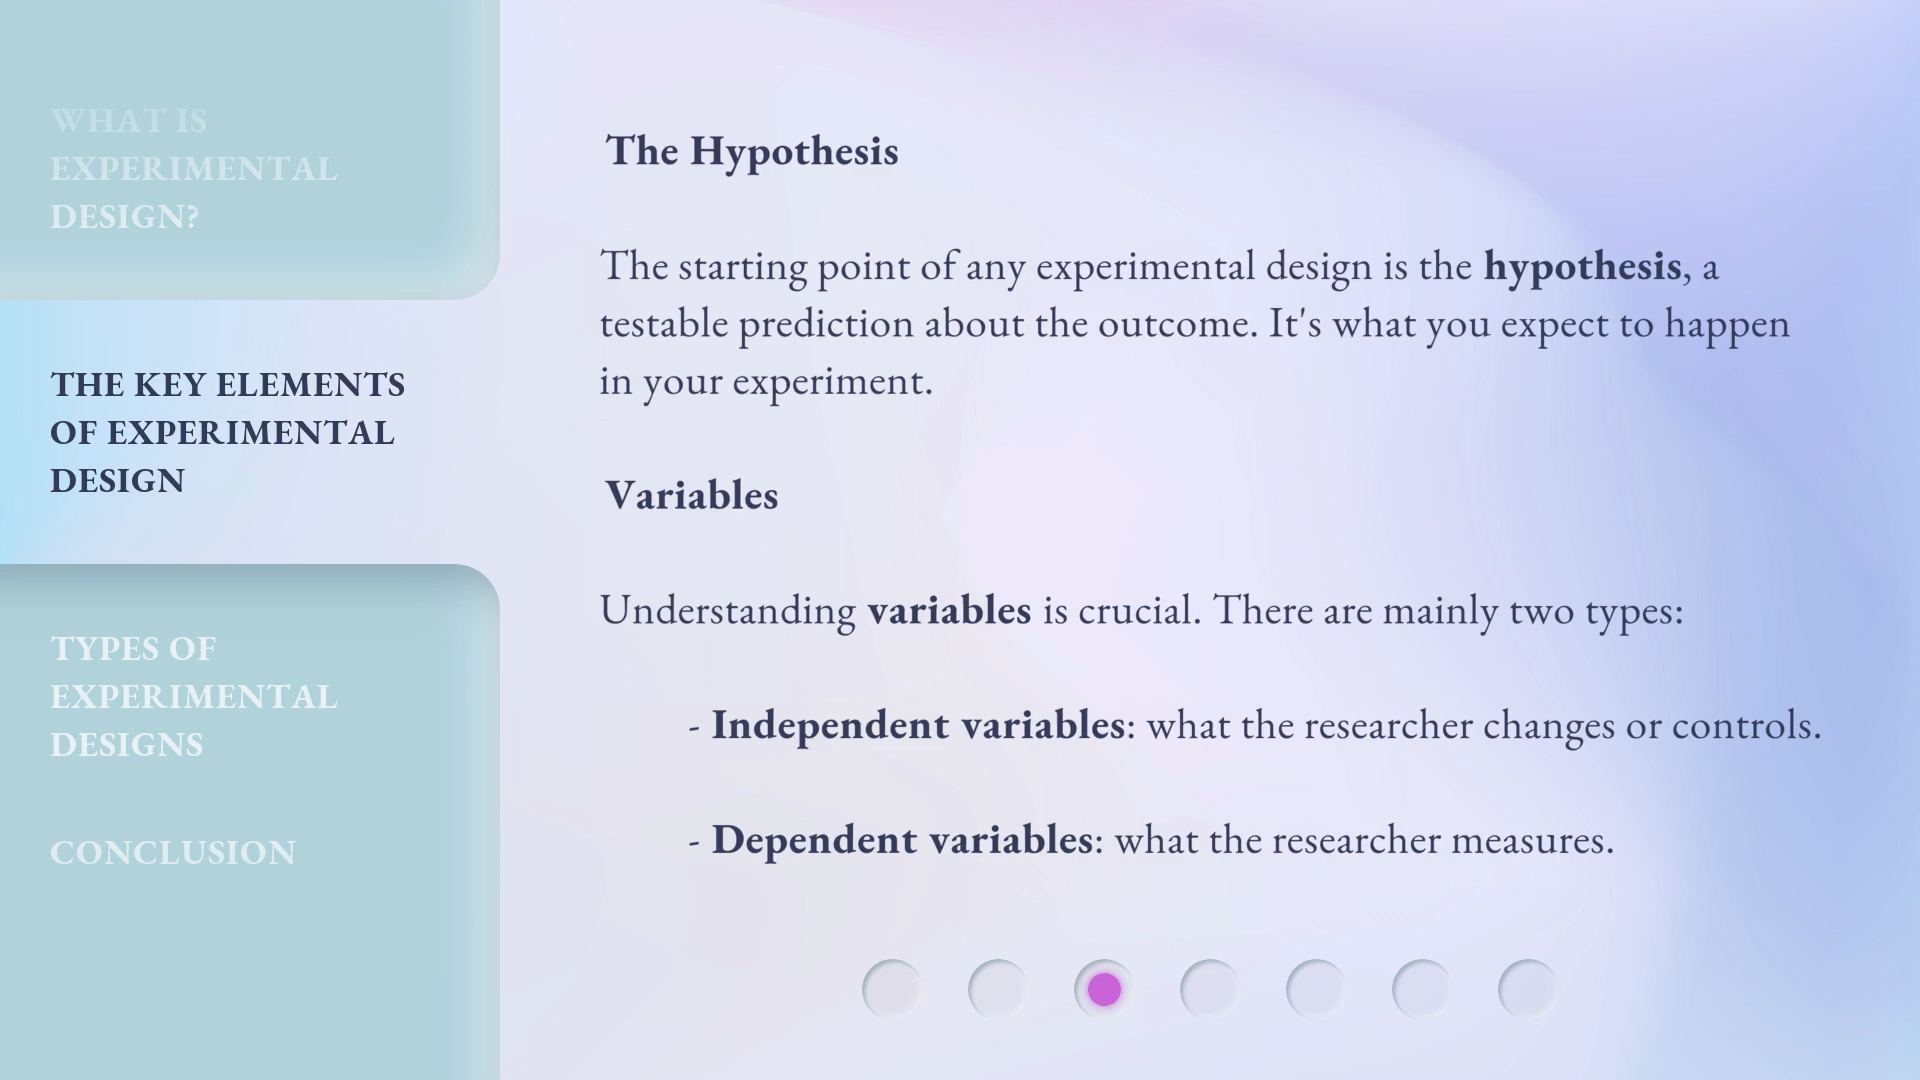 WHAT IS
EXPERIMENTAL
DESIGN?
THE KEY ELEMENTS
OF EXPERIMENTAL
DESIGN
TYPES OF
EXPERIMENTAL
DESIGNS
CONCLUSION
The Hypothesis
The starting point of any experimental design is the hypothesis, a
testable prediction about the outcome. It's what you expect to happen
in your experiment.
Variables
Understanding variables is crucial. There are mainly two types:
- Independent variables: what the researcher changes or controls.
- Dependent variables: what the researcher measures.